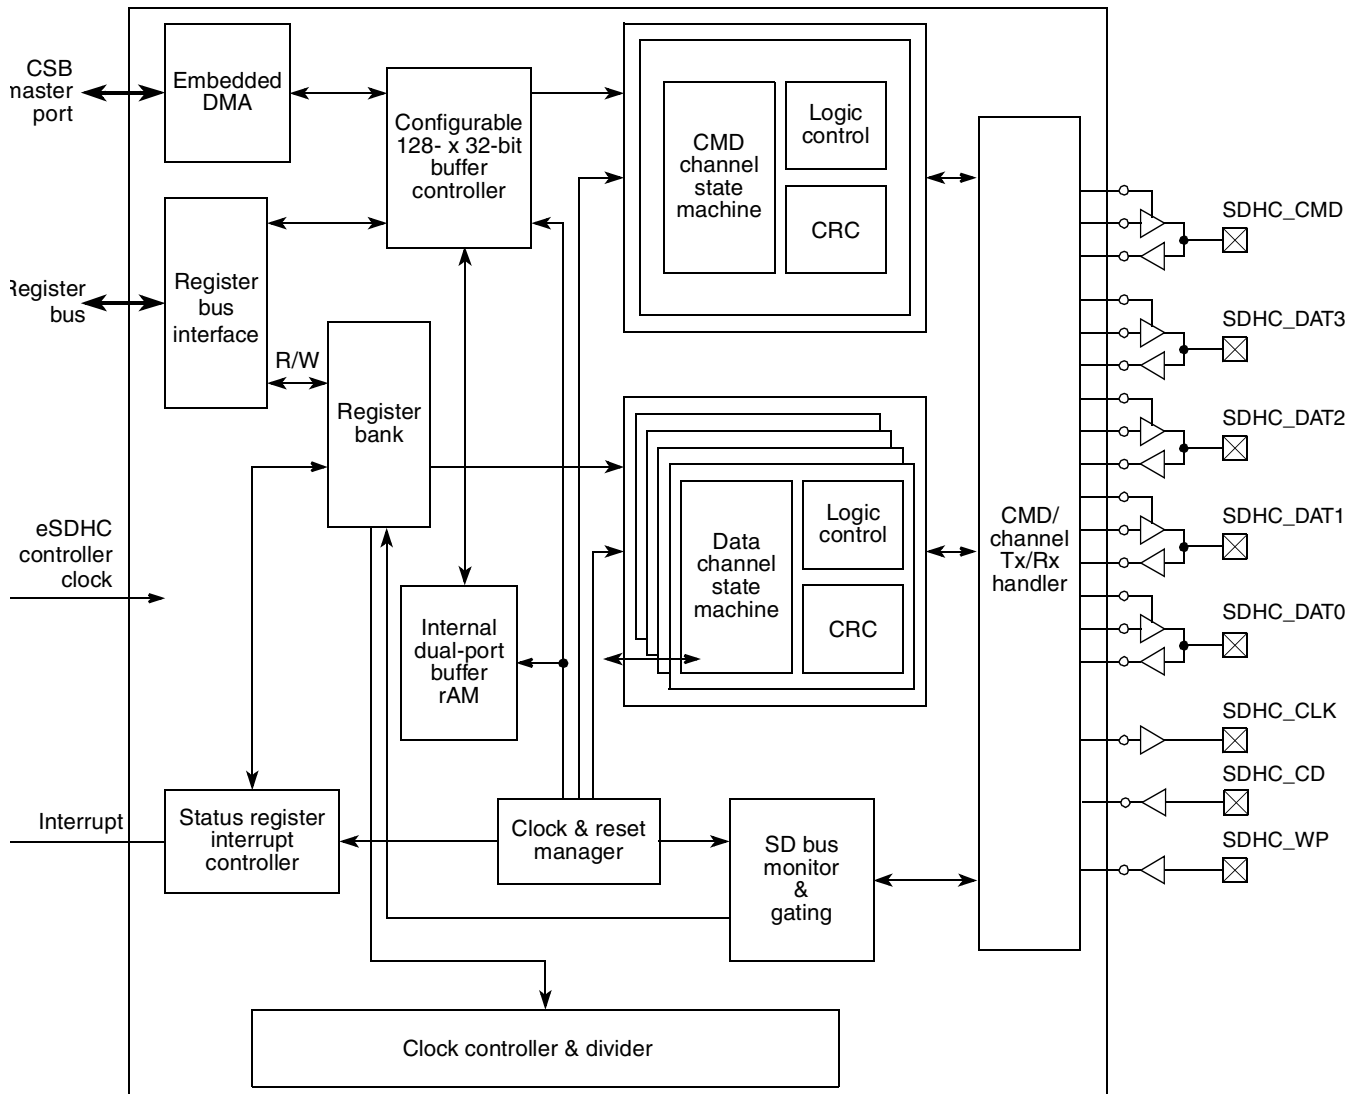 CSB
master
port
Embedded
DMA
Configurable
128- x 32-bit
buffer
controller
CMD
channel
state
machine
Logic
control
CRC
Register
bus
Register
bus
interface
R/W
Register
bank
eSDHC
controller
clock
Internal
dual-port
buffer
rAM
Data
channel
state
machine
Logic
control
CRC
CMD/
channel
Tx/Rx
handler
SDHC_CMD
SDHC_DAT3
SDHC_DAT2
SDHC_DAT1
SDHC_DAT0
SDHC_CLK
SDHC_CD
SDHC_WP
Interrupt
Status register
interrupt
controller
Clock & reset
manager
SD bus
monitor
&
gating
Clock controller & divider